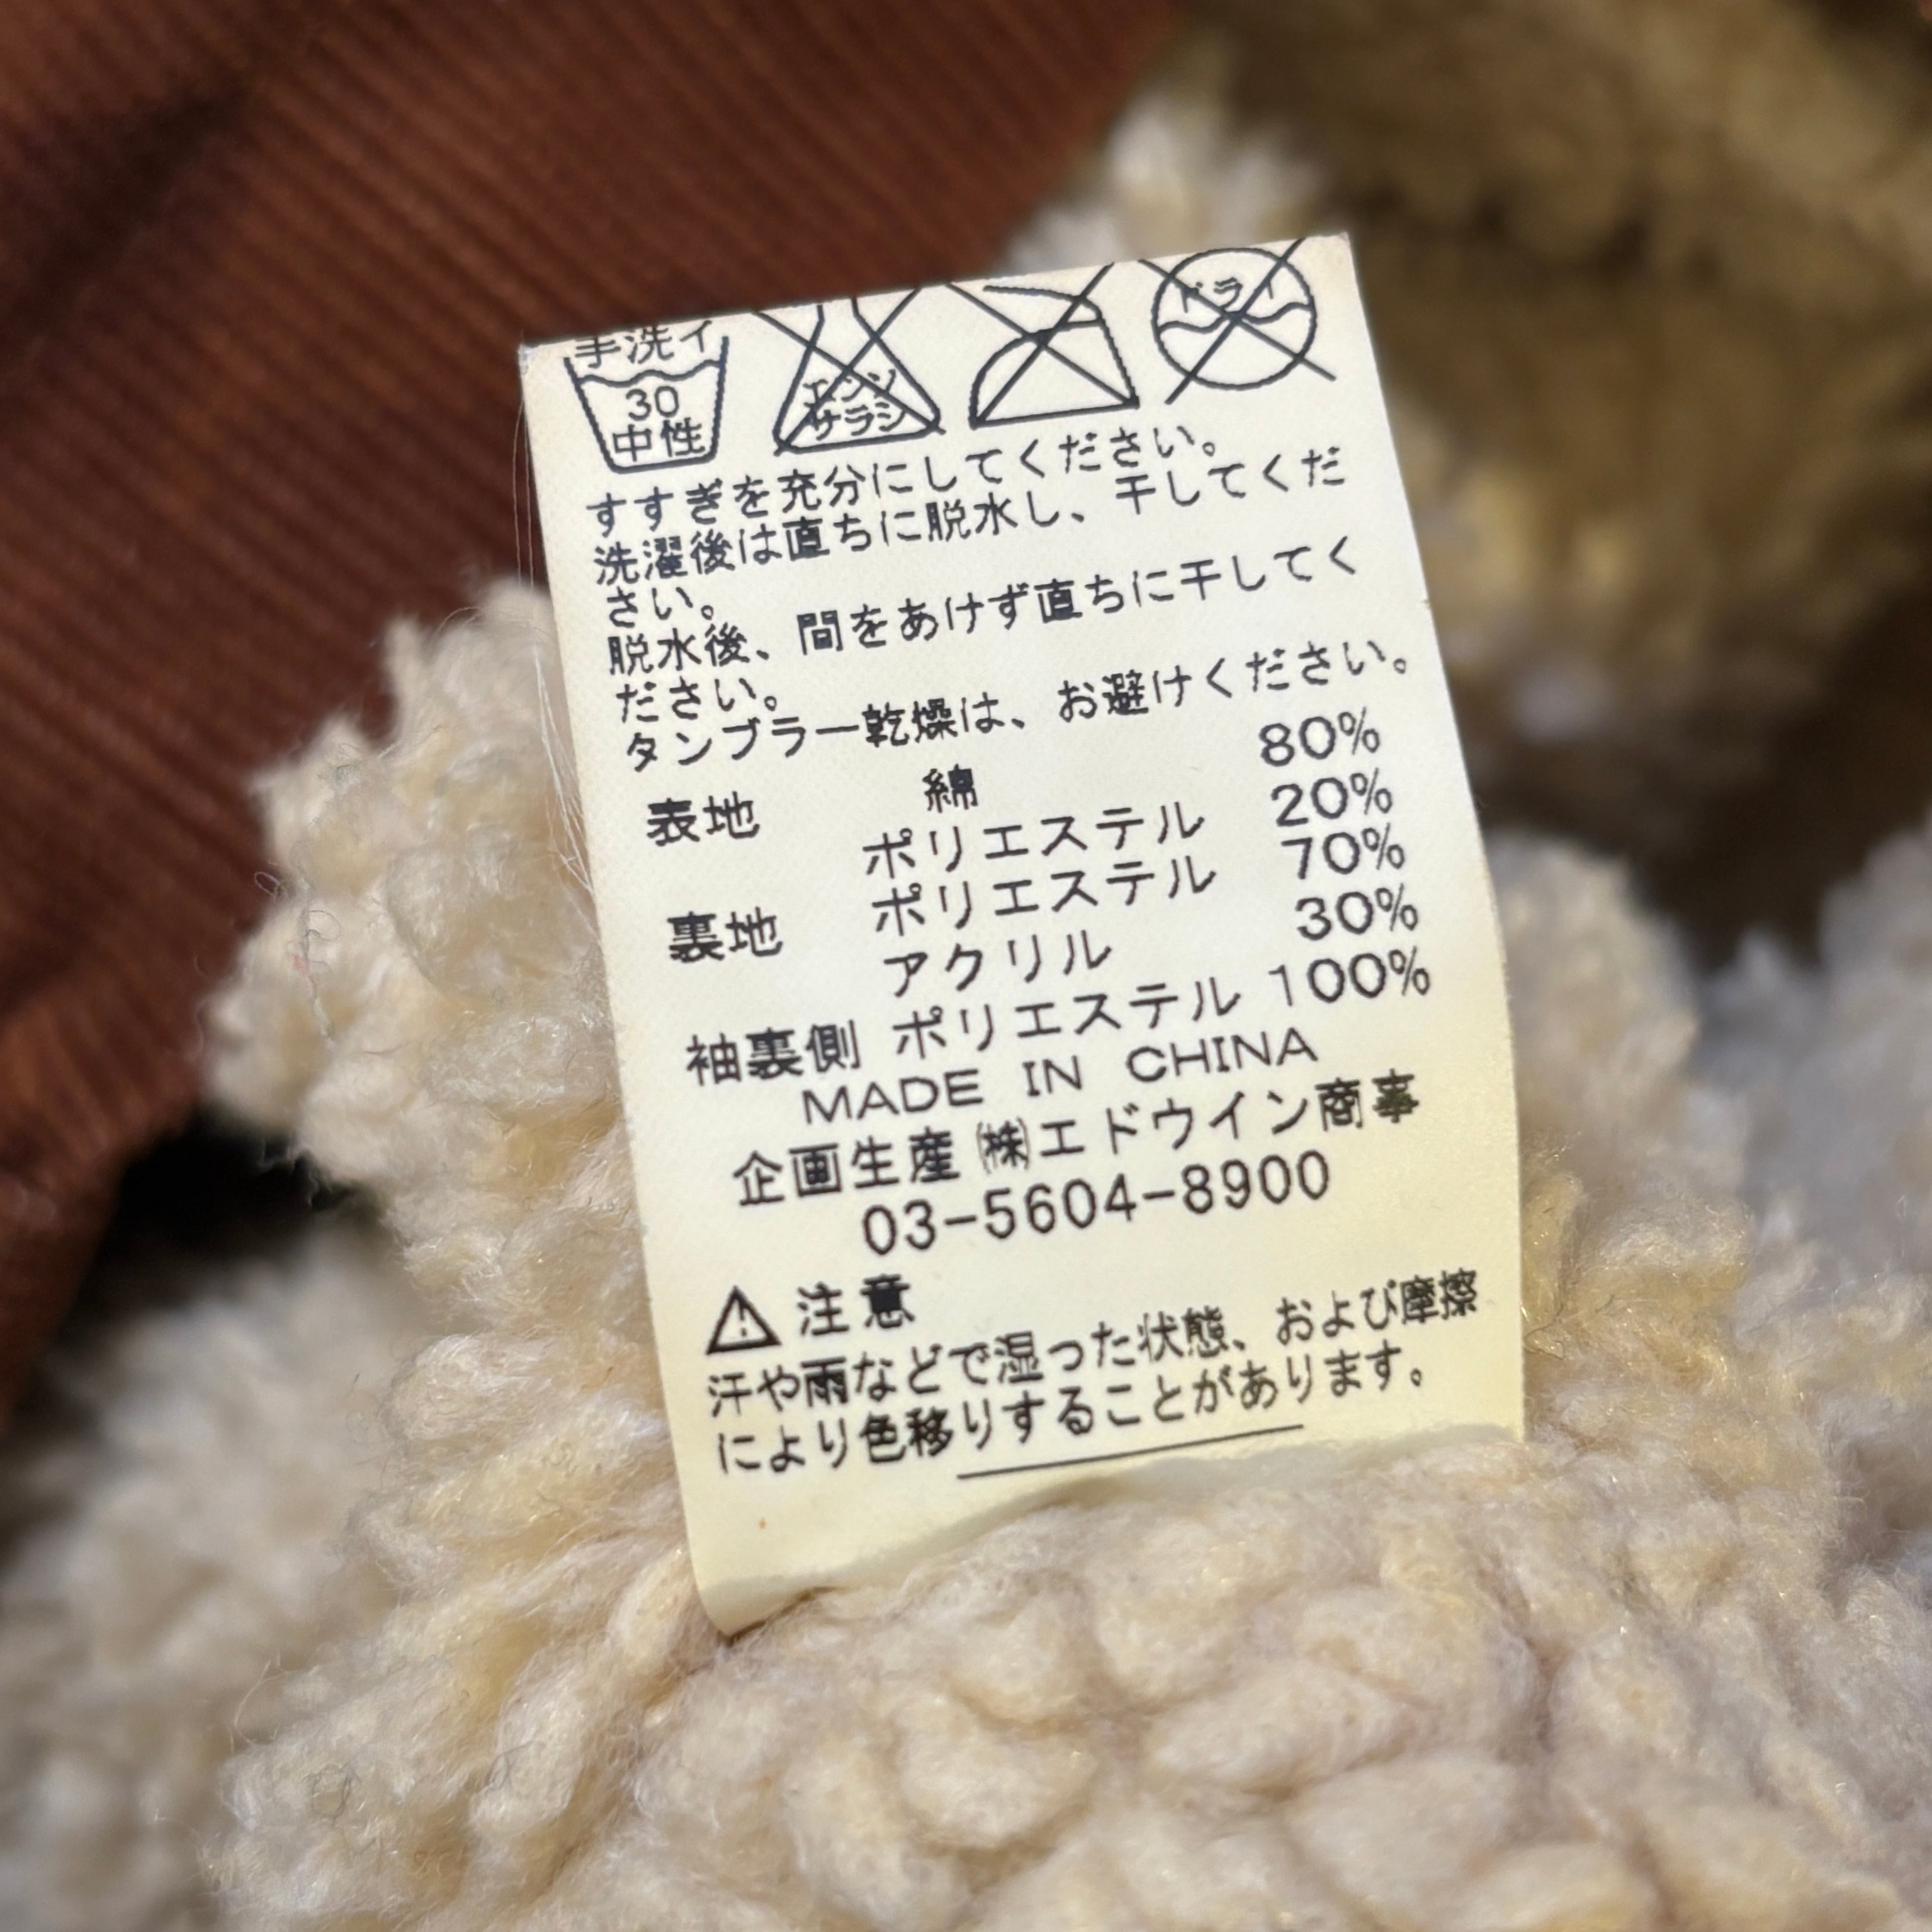 手洗イ
30
中性
エンソ
サラシ
ドライ
すすぎを充分にしてください。
洗濯後は直ちに脱水し、干してくだ
さい。
脱水後、間をあけず直ちに干してく
ださい。
タンブラー乾燥は、お避けください。
表地 綿 80%
ポリエステル 20%
裏地 ポリエステル 70%
アクリル 30%
袖裏側 ポリエステル 100%
MADE IN CHINA
企画生産 ㈱エドウイン商事
03-5604-8900
注意
汗や雨などで湿った状態、および摩擦
により色移りすることがあります。